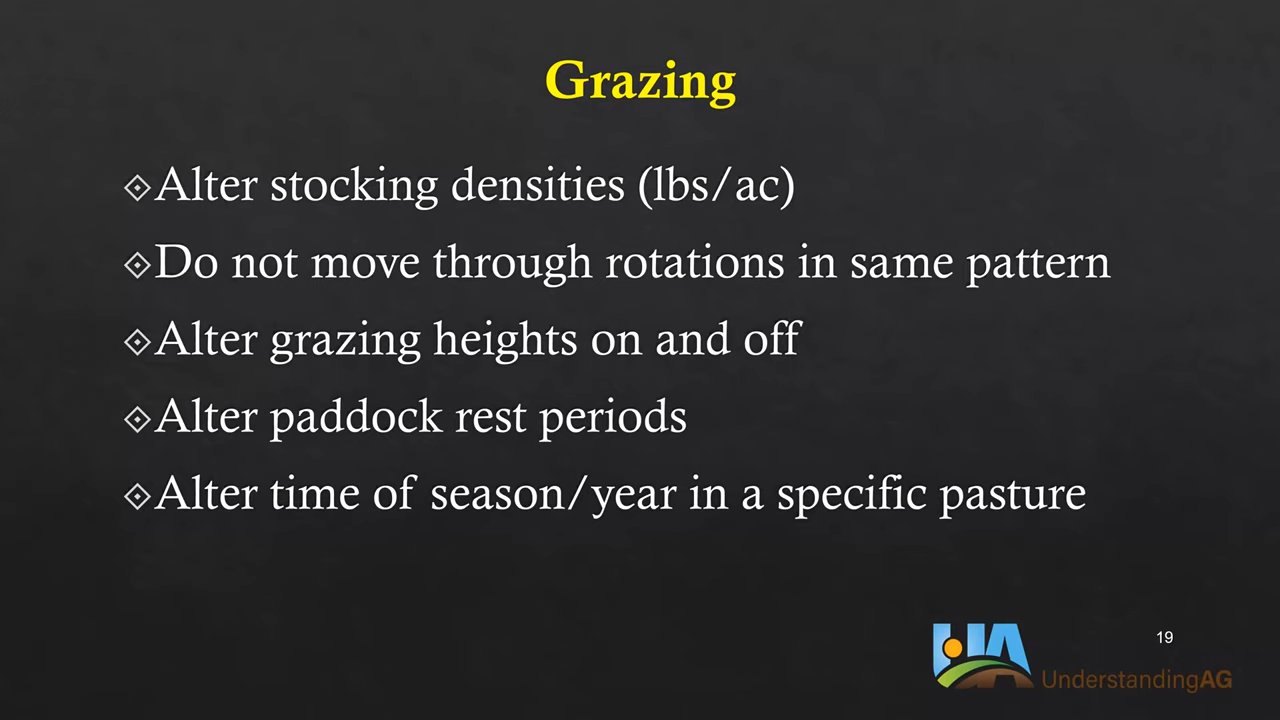 Grazing
Alter stocking densities (lbs/ac)
Do not move through rotations in same pattern
Alter grazing heights on and off
Alter paddock rest periods
Alter time of season/year in a specific pasture
19
UA
UnderstandingAG